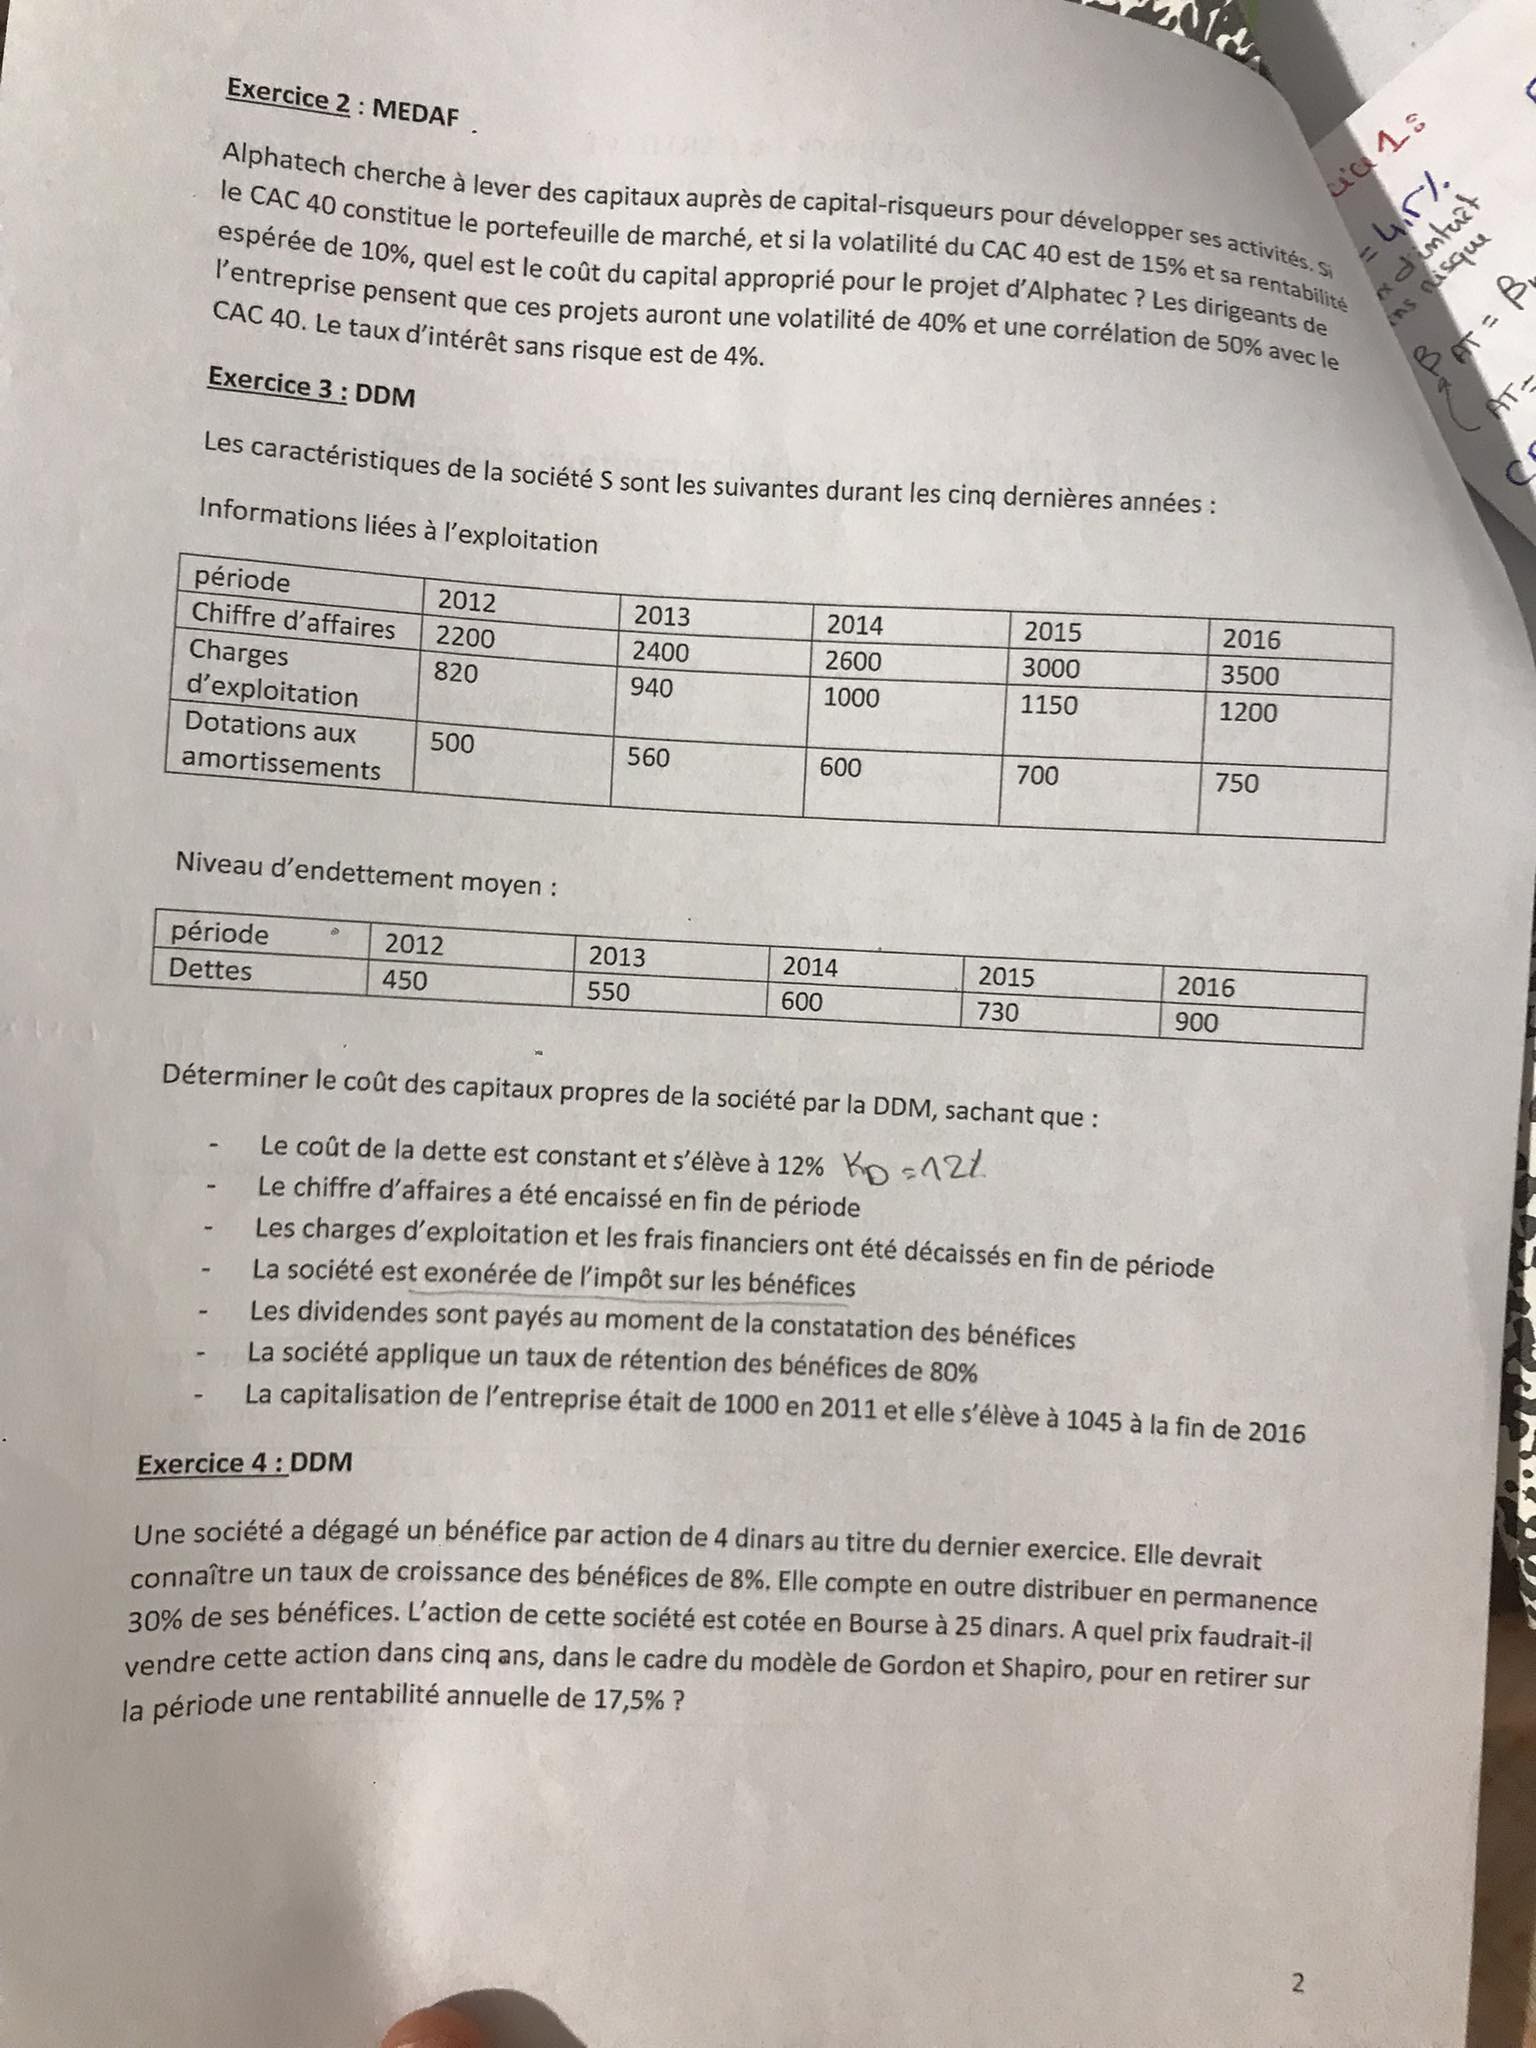 Exercice 2 : MEDAF
Alphatech cherche à lever des capitaux auprès de capital-risqueurs pour développer ses activités. Si
le CAC 40 constitue le portefeuille de marché, et si la volatilité du CAC 40 est de 15% et sa rentabilité
espérée de 10%, quel est le coût du capital approprié pour le projet d'Alphatec ? Les dirigeants de
l'entreprise pensent que ces projets auront une volatilité de 40% et une corrélation de 50% avec le
CAC 40. Le taux d'intérêt sans risque est de 4%.
Exercice 3 : DDM
Les caractéristiques de la société S sont les suivantes durant les cinq dernières années :
Informations liées à l'exploitation
période 2012 2013 2014 2015 2016
Chiffre d'affaires 2200 2400 2600 3000 3500
Charges d'exploitation 820 940 1000 1150 1200
Dotations aux amortissements 500 560 600 700 750
Niveau d'endettement moyen :
période 2012 2013 2014 2015 2016
Dettes 450 550 600 730 900
Déterminer le coût des capitaux propres de la société par la DDM, sachant que :
- Le coût de la dette est constant et s'élève à 12% KD = 12%
- Le chiffre d'affaires a été encaissé en fin de période
- Les charges d'exploitation et les frais financiers ont été décaissés en fin de période
- La société est exonérée de l'impôt sur les bénéfices
- Les dividendes sont payés au moment de la constatation des bénéfices
- La société applique un taux de rétention des bénéfices de 80%
- La capitalisation de l'entreprise était de 1000 en 2011 et elle s'élève à 1045 à la fin de 2016
Exercice 4 : DDM
Une société a dégagé un bénéfice par action de 4 dinars au titre du dernier exercice. Elle devrait
connaître un taux de croissance des bénéfices de 8%. Elle compte en outre distribuer en permanence
30% de ses bénéfices. L'action de cette société est cotée en Bourse à 25 dinars. A quel prix faudrait-il
vendre cette action dans cinq ans, dans le cadre du modèle de Gordon et Shapiro, pour en retirer sur
la période une rentabilité annuelle de 17,5% ?
2
= 4,5%
d'intérêt
risque
AT =
AT =